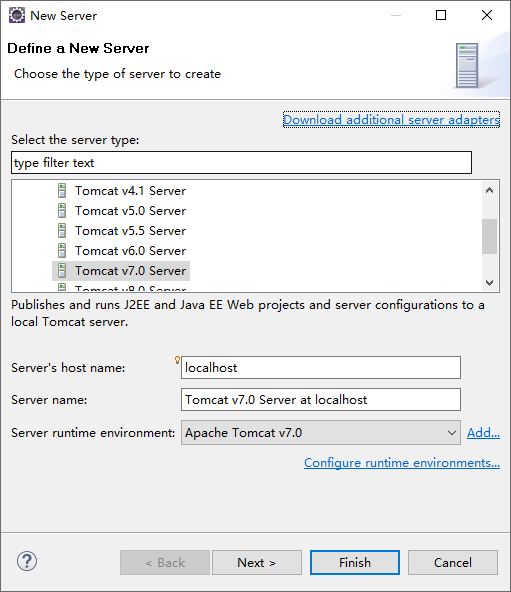 New Server
Define a New Server
Choose the type of server to create
Download additional server adapters
Select the server type:
type filter text
Tomcat v4.1 Server
Tomcat v5.0 Server
Tomcat v5.5 Server
Tomcat v6.0 Server
Tomcat v7.0 Server
Tomcat v8.0 Server
Publishes and runs J2EE and Java EE Web projects and server configurations to a
local Tomcat server.
Server's host name: localhost
Server name: Tomcat v7.0 Server at localhost
Server runtime environment: Apache Tomcat v7.0 Add...
Configure runtime environments...
? < Back Next > Finish Cancel